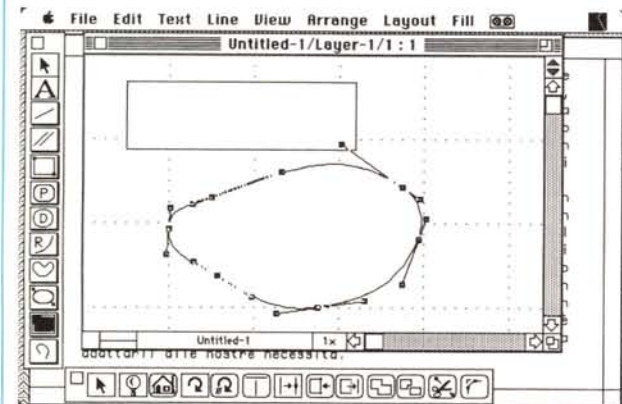 File Edit Text Line View Arrange Layout Fill
Untitled-1/Layer-1/1 : 1
A
P
D
R
Untitled-1 1×
adattarli alle nostre necessità.